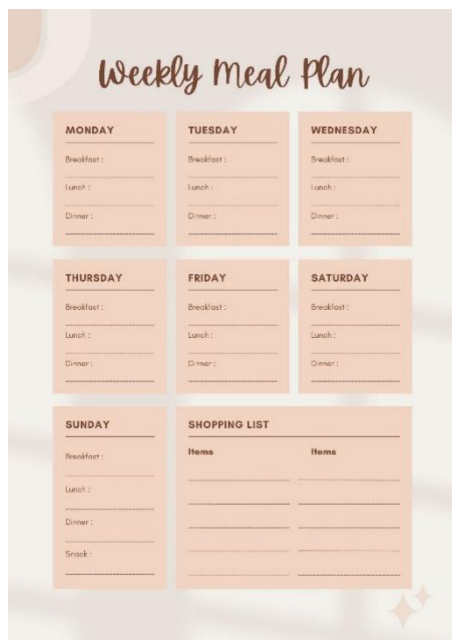 Weekly Meal Plan
MONDAY
Breakfast :
Lunch :
Dinner :
TUESDAY
Breakfast :
Lunch :
Dinner :
WEDNESDAY
Breakfast :
Lunch :
Dinner :
THURSDAY
Breakfast :
Lunch :
Dinner :
FRIDAY
Breakfast :
Lunch :
Dinner :
SATURDAY
Breakfast :
Lunch :
Dinner :
SUNDAY
Breakfast :
Lunch :
Dinner :
Snack :
SHOPPING LIST
Items Items